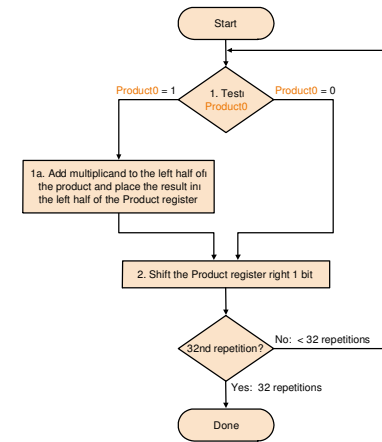 Start
Product0 = 1
1. Test
Product0
Product0 = 0
1a. Add multiplicand to the left half of
the product and place the result in
the left half of the Product register
2. Shift the Product register right 1 bit
32nd repetition?
No: < 32 repetitions
Yes: 32 repetitions
Done